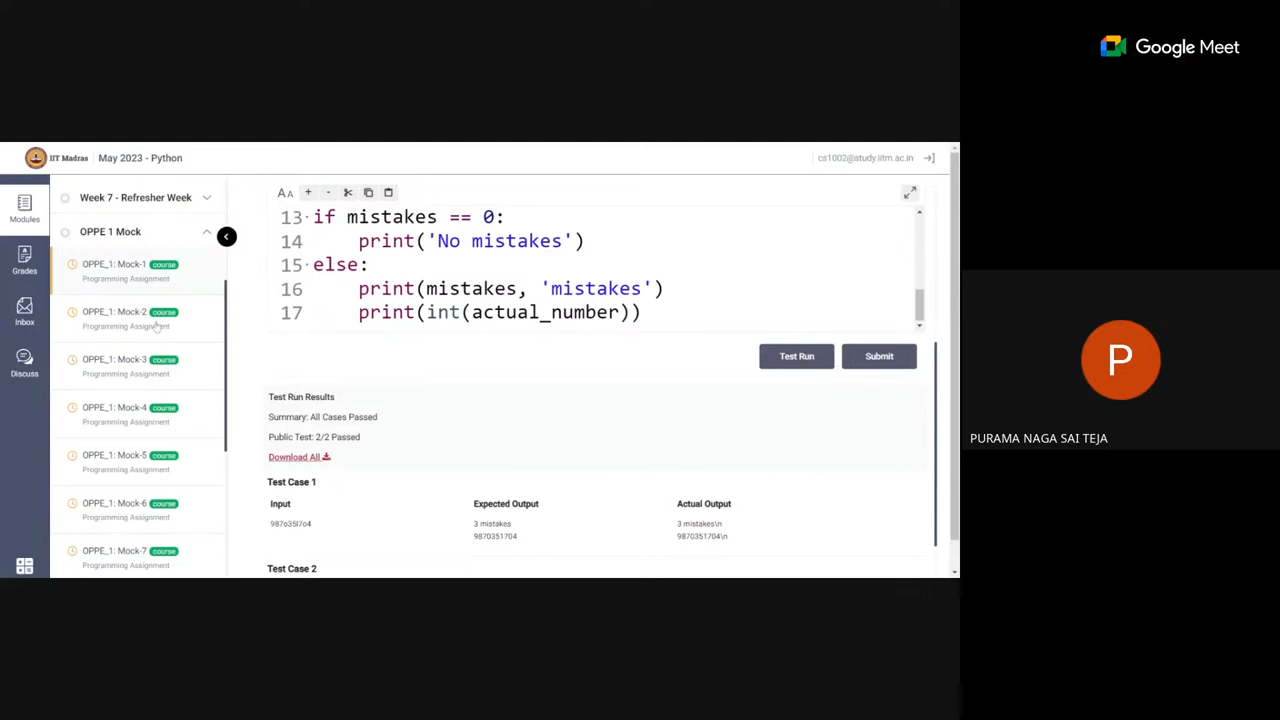 Google Meet
IIT Madras
May 2023 - Python
cs1002@study.iitm.ac.in
Modules
Grades
Inbox
Discuss
Week 7 - Refresher Week
OPPE 1 Mock
OPPE_1: Mock-1 course
Programming Assignment
OPPE_1: Mock-2 course
Programming Assignment
OPPE_1: Mock-3 course
Programming Assignment
OPPE_1: Mock-4 course
Programming Assignment
OPPE_1: Mock-5 course
Programming Assignment
OPPE_1: Mock-6 course
Programming Assignment
OPPE_1: Mock-7 course
Programming Assignment
AA + -
13 if mistakes == 0:
14 print('No mistakes')
15 else:
16 print(mistakes, 'mistakes')
17 print(int(actual_number))
Test Run Submit
Test Run Results
Summary: All Cases Passed
Public Test: 2/2 Passed
Download All
Test Case 1
Input Expected Output Actual Output
987o35l7o4 3 mistakes 3 mistakes\n
9870351704 9870351704\n
Test Case 2
P
PURAMA NAGA SAI TEJA